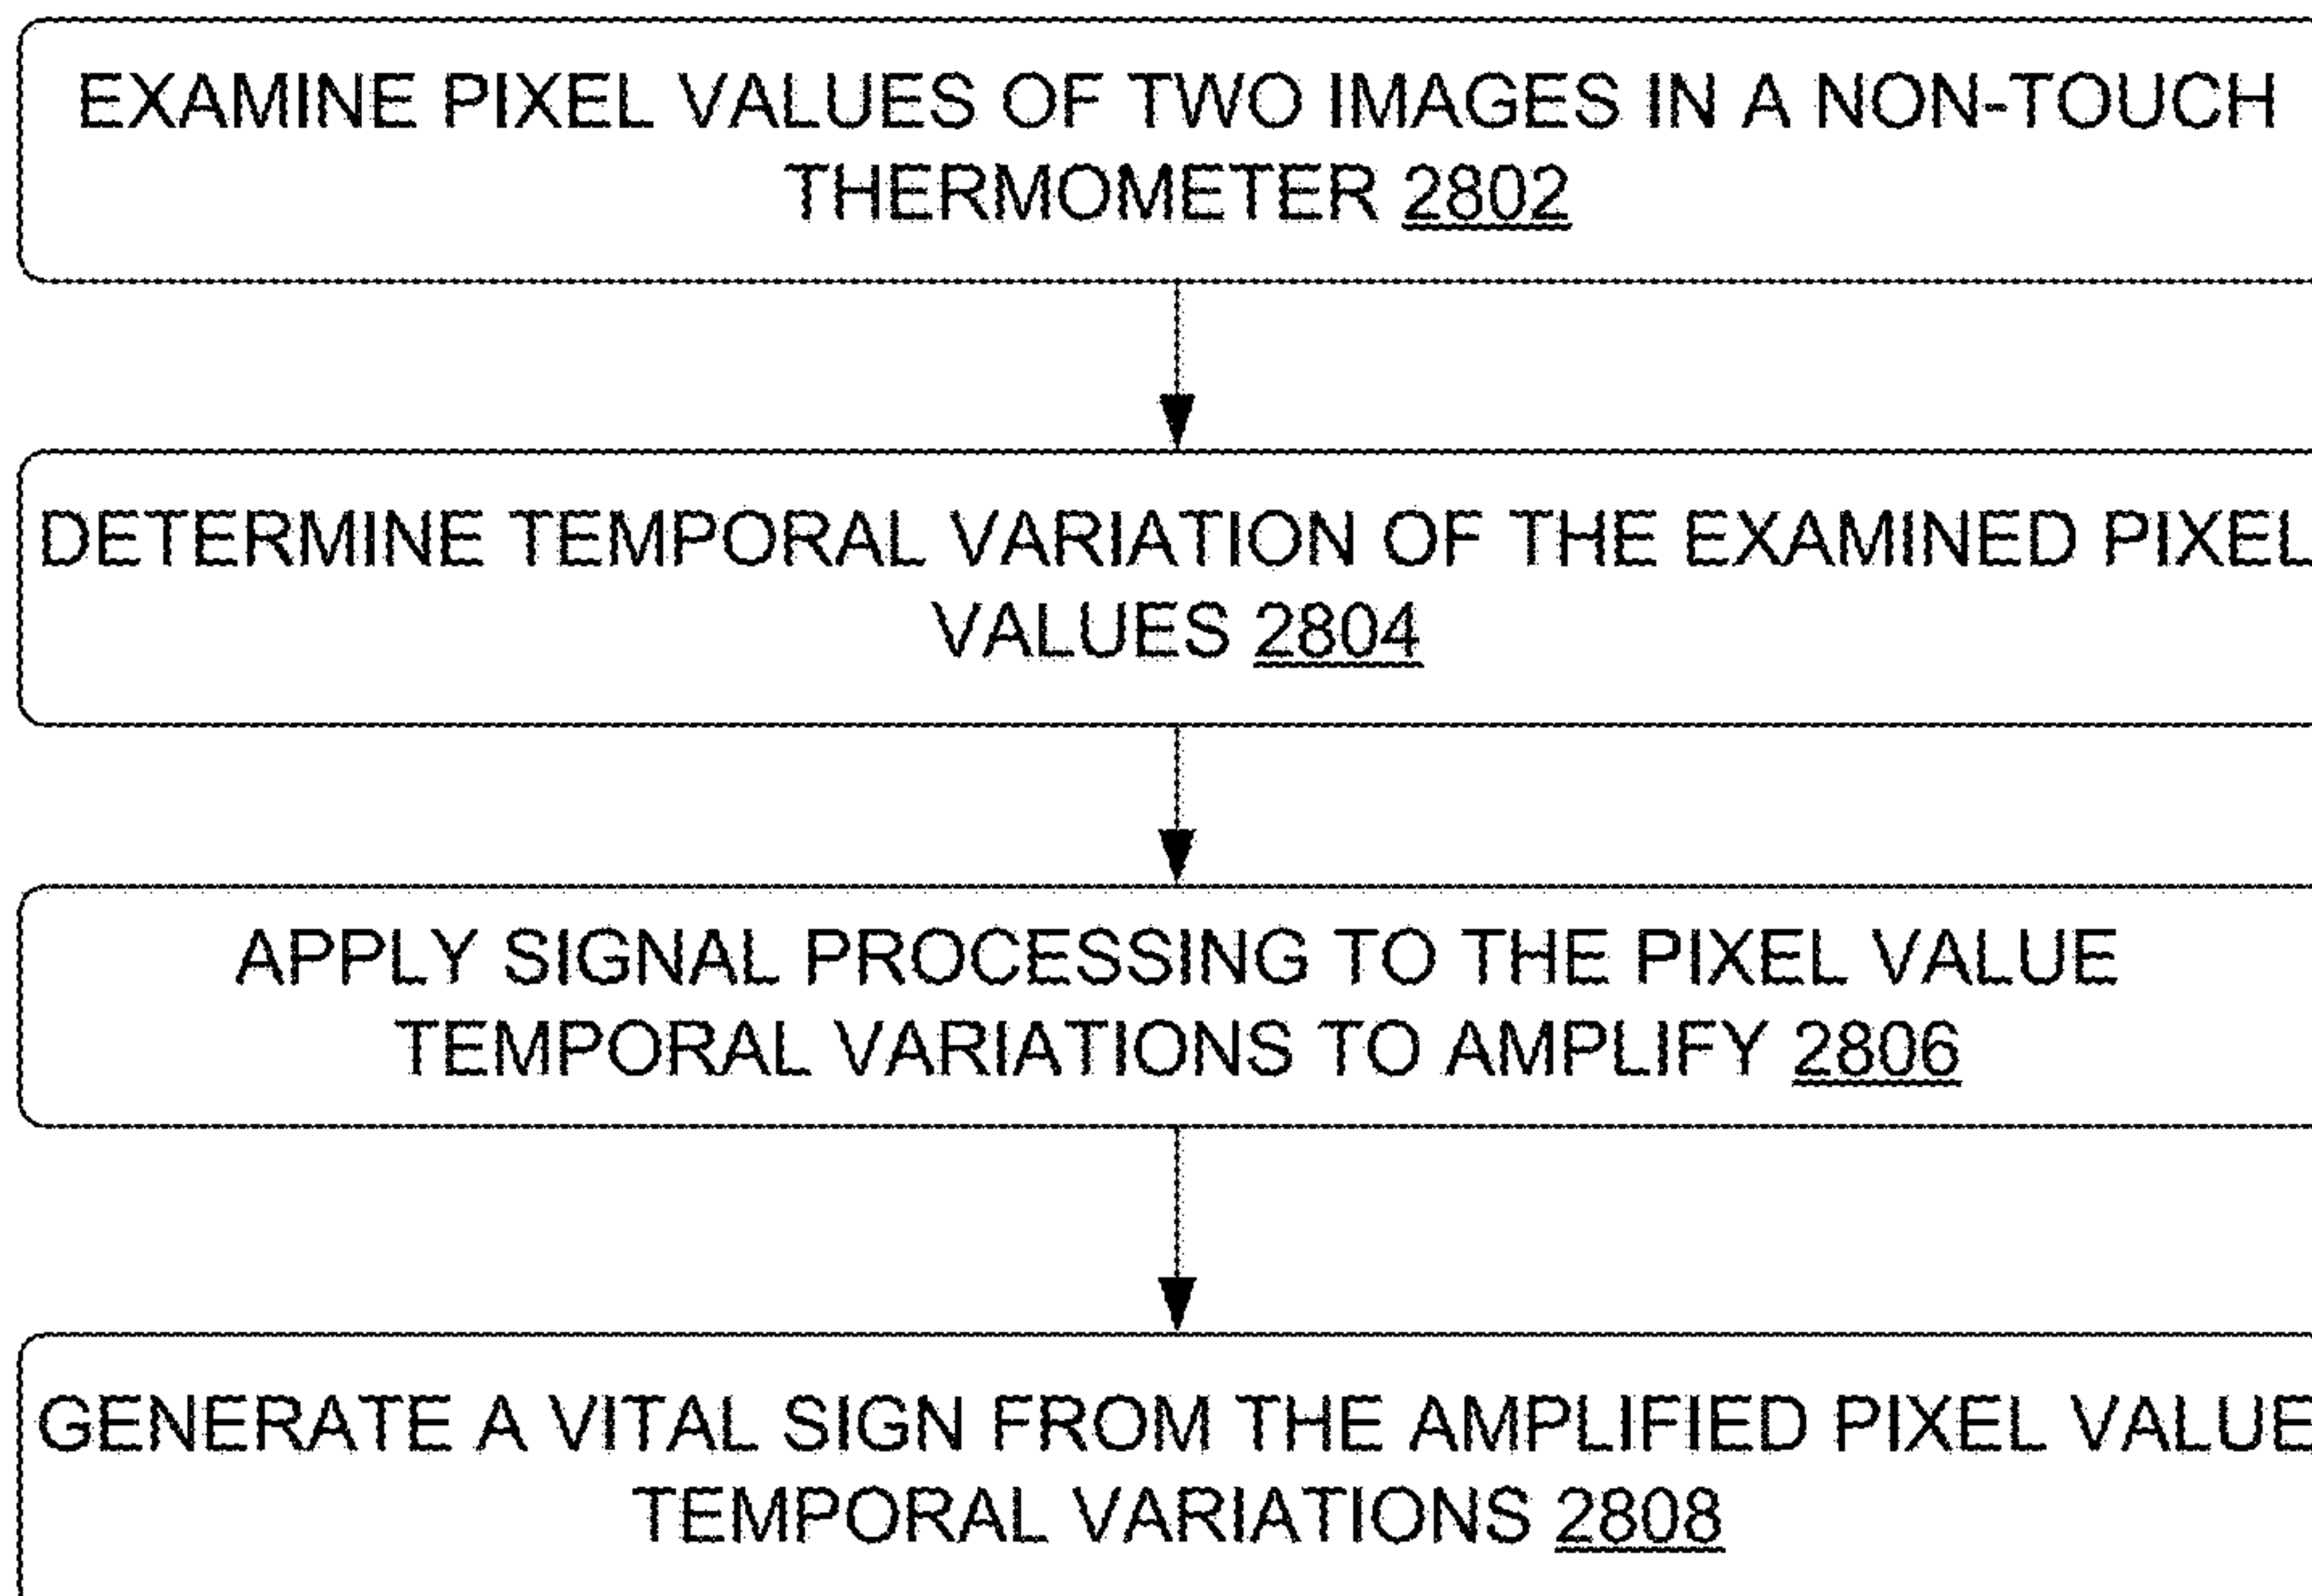 EXAMINE PIXEL VALUES OF TWO IMAGES IN A NON-TOUCH
THERMOMETER 2802
DETERMINE TEMPORAL VARIATION OF THE EXAMINED PIXEL
VALUES 2804
APPLY SIGNAL PROCESSING TO THE PIXEL VALUE
TEMPORAL VARIATIONS TO AMPLIFY 2806
GENERATE A VITAL SIGN FROM THE AMPLIFIED PIXEL VALUE
TEMPORAL VARIATIONS 2808